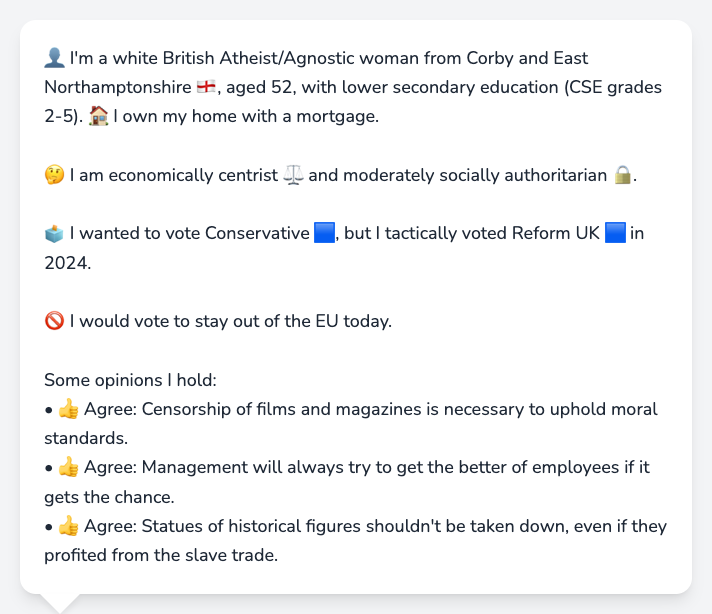 👤 I'm a white British Atheist/Agnostic woman from Corby and East
Northamptonshire 🏴󠁧󠁢󠁥󠁮󠁧󠁿, aged 52, with lower secondary education (CSE grades
2-5). 🏠 I own my home with a mortgage.
🤔 I am economically centrist ⚖️ and moderately socially authoritarian 🔒.
🗳️ I wanted to vote Conservative 🟦, but I tactically voted Reform UK 🟦 in
2024.
🚫 I would vote to stay out of the EU today.
Some opinions I hold:
• 👍 Agree: Censorship of films and magazines is necessary to uphold moral
standards.
• 👍 Agree: Management will always try to get the better of employees if it
gets the chance.
• 👍 Agree: Statues of historical figures shouldn't be taken down, even if they
profited from the slave trade.